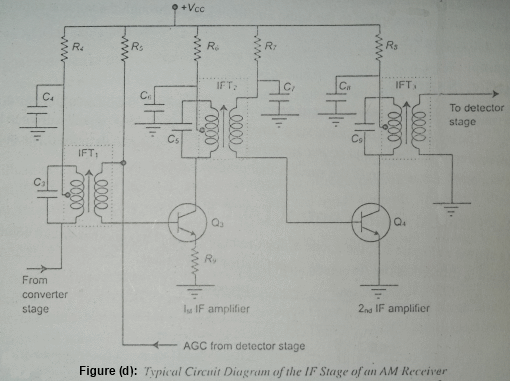 +Vcc
R4
R5
R6
R7
R8
C4
C6
IFT2
C7
C8
IFT3
To detector
stage
C5
C9
IFT1
C3
Q3
Q4
R9
From
converter
stage
1st IF amplifier
2nd IF amplifier
AGC from detector stage
Figure (d): Typical Circuit Diagram of the IF Stage of an AM Receiver